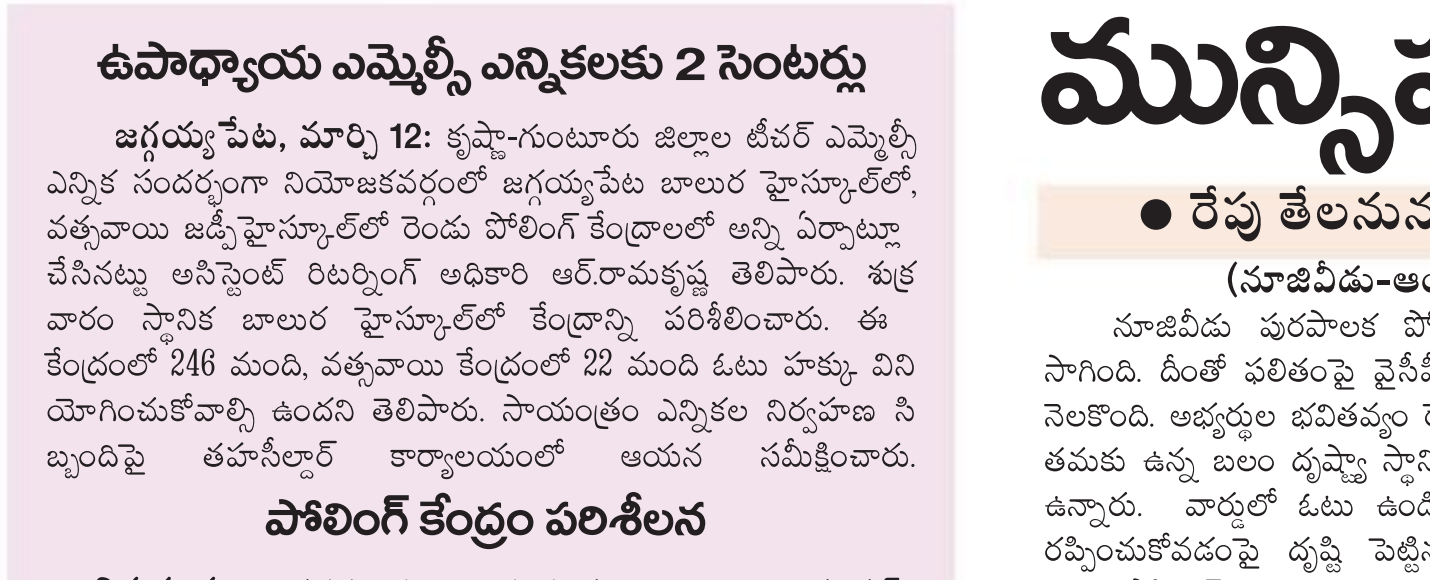 ఉపాధ్యాయ ఎమ్మెల్సీ ఎన్నికలకు 2 సెంటర్లు
జగ్గయ్యపేట, మార్చి 12: కృష్ణా-గుంటూరు జిల్లాల టీచర్ ఎమ్మెల్సీ
ఎన్నిక సందర్భంగా నియోజకవర్గంలో జగ్గయ్యపేట బాలుర హైస్కూల్‌లో,
వత్సవాయి జడ్పీహైస్కూల్‌లో రెండు పోలింగ్ కేంద్రాలలో అన్ని ఏర్పాట్లూ
చేసినట్టు అసిస్టెంట్ రిటర్నింగ్ అధికారి ఆర్.రామకృష్ణ తెలిపారు. శుక్ర
వారం స్థానిక బాలుర హైస్కూల్‌లో కేంద్రాన్ని పరిశీలించారు. ఈ
కేంద్రంలో 246 మంది, వత్సవాయి కేంద్రంలో 22 మంది ఓటు హక్కు విని
యోగించుకోవాల్సి ఉందని తెలిపారు. సాయంత్రం ఎన్నికల నిర్వహణ సి
బ్బందిపై తహసీల్దార్ కార్యాలయంలో ఆయన సమీక్షించారు.
పోలింగ్ కేంద్రం పరిశీలన
మున్సిప
● రేపు తేలనున
(నూజివీడు-ఆం
నూజివీడు పురపాలక పో
సాగింది. దీంతో ఫలితంపై వైసీపీ
నెలకొంది. అభ్యర్థుల భవితవ్యం
తమకు ఉన్న బలం దృష్ట్యా స్థాని
ఉన్నారు. వార్డులో ఓటు ఉండి
రప్పించుకోవడంపై దృష్టి పెట్టిన